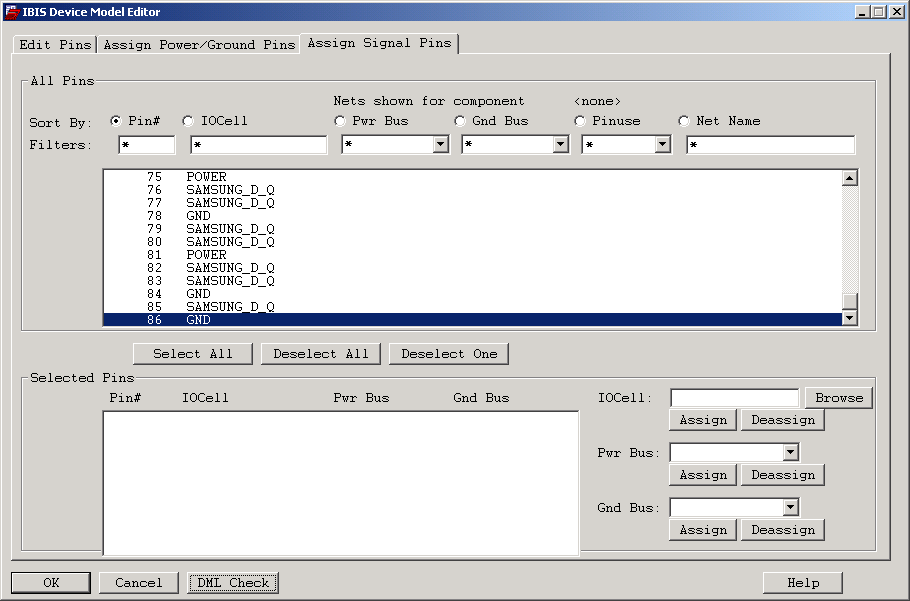 IBIS Device Model Editor
Edit Pins Assign Power/Ground Pins Assign Signal Pins
All Pins
Nets shown for component <none>
Sort By: Pin# IOCell Pwr Bus Gnd Bus Pinuse Net Name
Filters: * * * * * *
75 POWER
76 SAMSUNG_D_Q
77 SAMSUNG_D_Q
78 GND
79 SAMSUNG_D_Q
80 SAMSUNG_D_Q
81 POWER
82 SAMSUNG_D_Q
83 SAMSUNG_D_Q
84 GND
85 SAMSUNG_D_Q
86 GND
Select All Deselect All Deselect One
Selected Pins
Pin# IOCell Pwr Bus Gnd Bus IOCell: Browse
Assign Deassign
Pwr Bus:
Assign Deassign
Gnd Bus:
Assign Deassign
OK Cancel DML Check Help